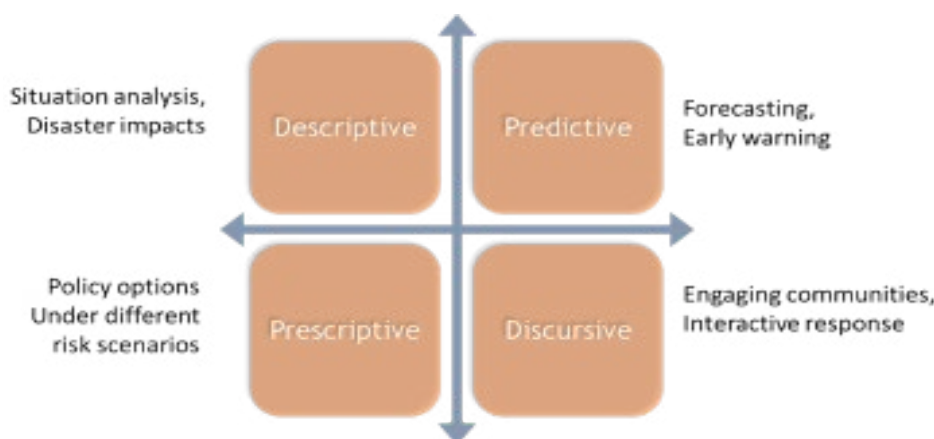 Situation analysis,
Disaster impacts
Descriptive
Predictive
Forecasting,
Early warning
Policy options
Under different
risk scenarios
Prescriptive
Discursive
Engaging communities,
Interactive response